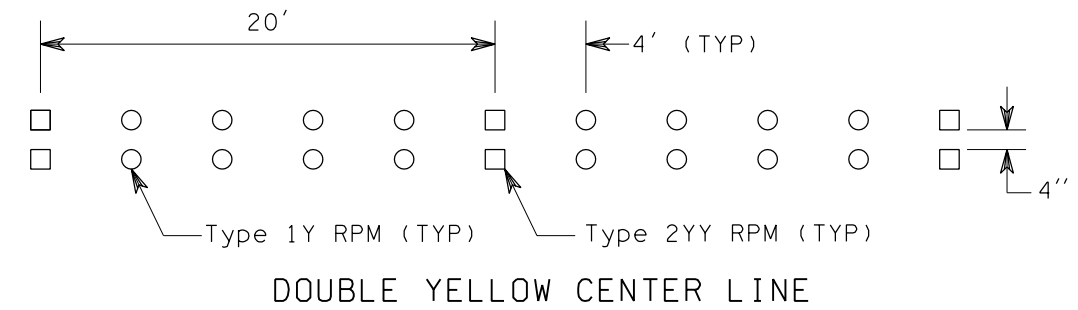 20'
4' (TYP)
4''
Type 1Y RPM (TYP)
Type 2YY RPM (TYP)
DOUBLE YELLOW CENTER LINE